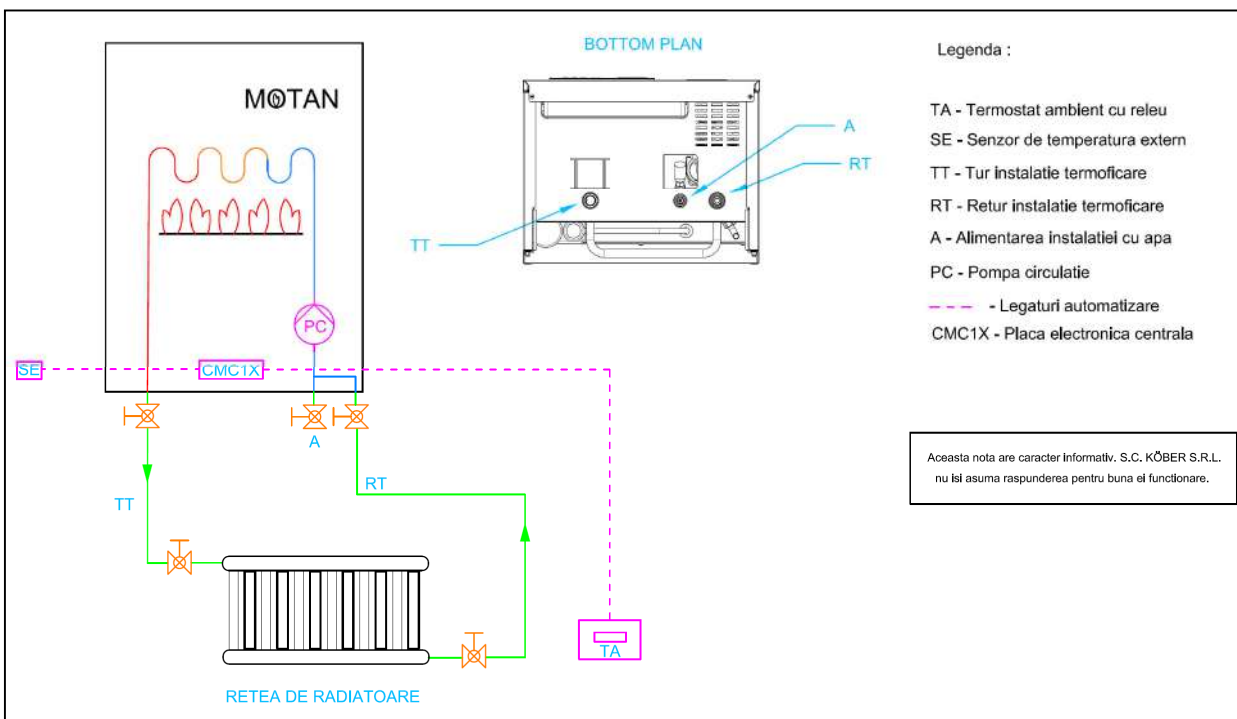 MOTAN
PC
SE
CMC1X
A
TT
RT
RETEA DE RADIATOARE
TA
BOTTOM PLAN
A
RT
TT
Legenda :
TA - Termostat ambient cu releu
SE - Senzor de temperatura extern
TT - Tur instalatie termoficare
RT - Retur instalatie termoficare
A - Alimentarea instalatiei cu apa
PC - Pompa circulatie
- Legaturi automatizare
CMC1X - Placa electronica centrala
Aceasta nota are caracter informativ. S.C. KÖBER S.R.L.
nu isi asuma raspunderea pentru buna ei functionare.